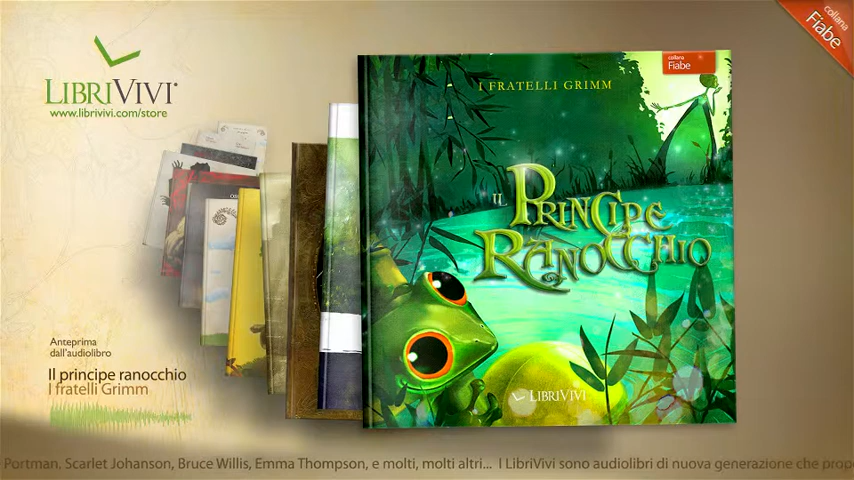 LIBRIVIVI
www.librivivi.com/store
collana
Fiabe
collana
Fiabe
I FRATELLI GRIMM
IL PRINCIPE
RANOCCHIO
LIBRIVIVI
Anteprima
dall'audiolibro
Il principe ranocchio
I fratelli Grimm
Portman, Scarlet Johanson, Bruce Willis, Emma Thompson, e molti, molti altri... I LibriVivi sono audiolibri di nuova generazione che prop